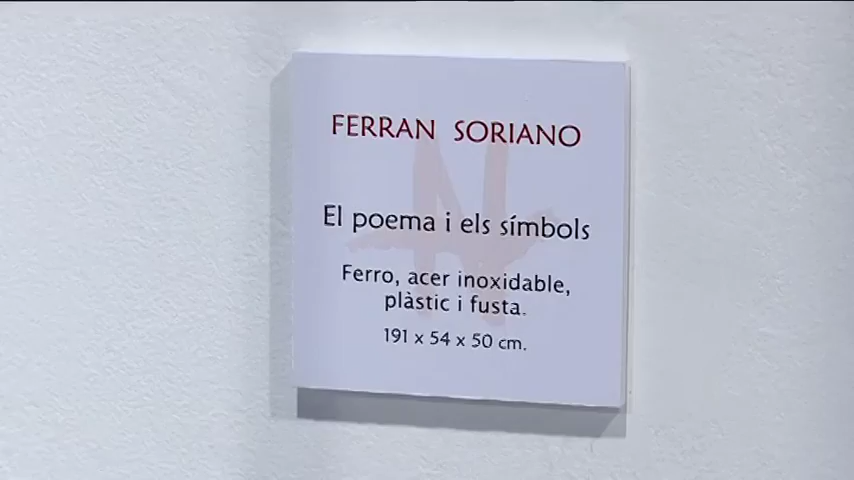 FERRAN SORIANO
El poema i els símbols
Ferro, acer inoxidable,
plàstic i fusta.
191 x 54 x 50 cm.